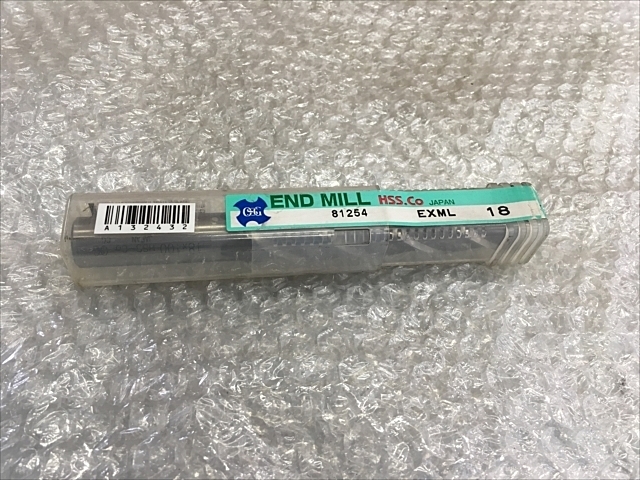 OSG END MILL HSS.Co JAPAN
81254 EXML 18
A132432